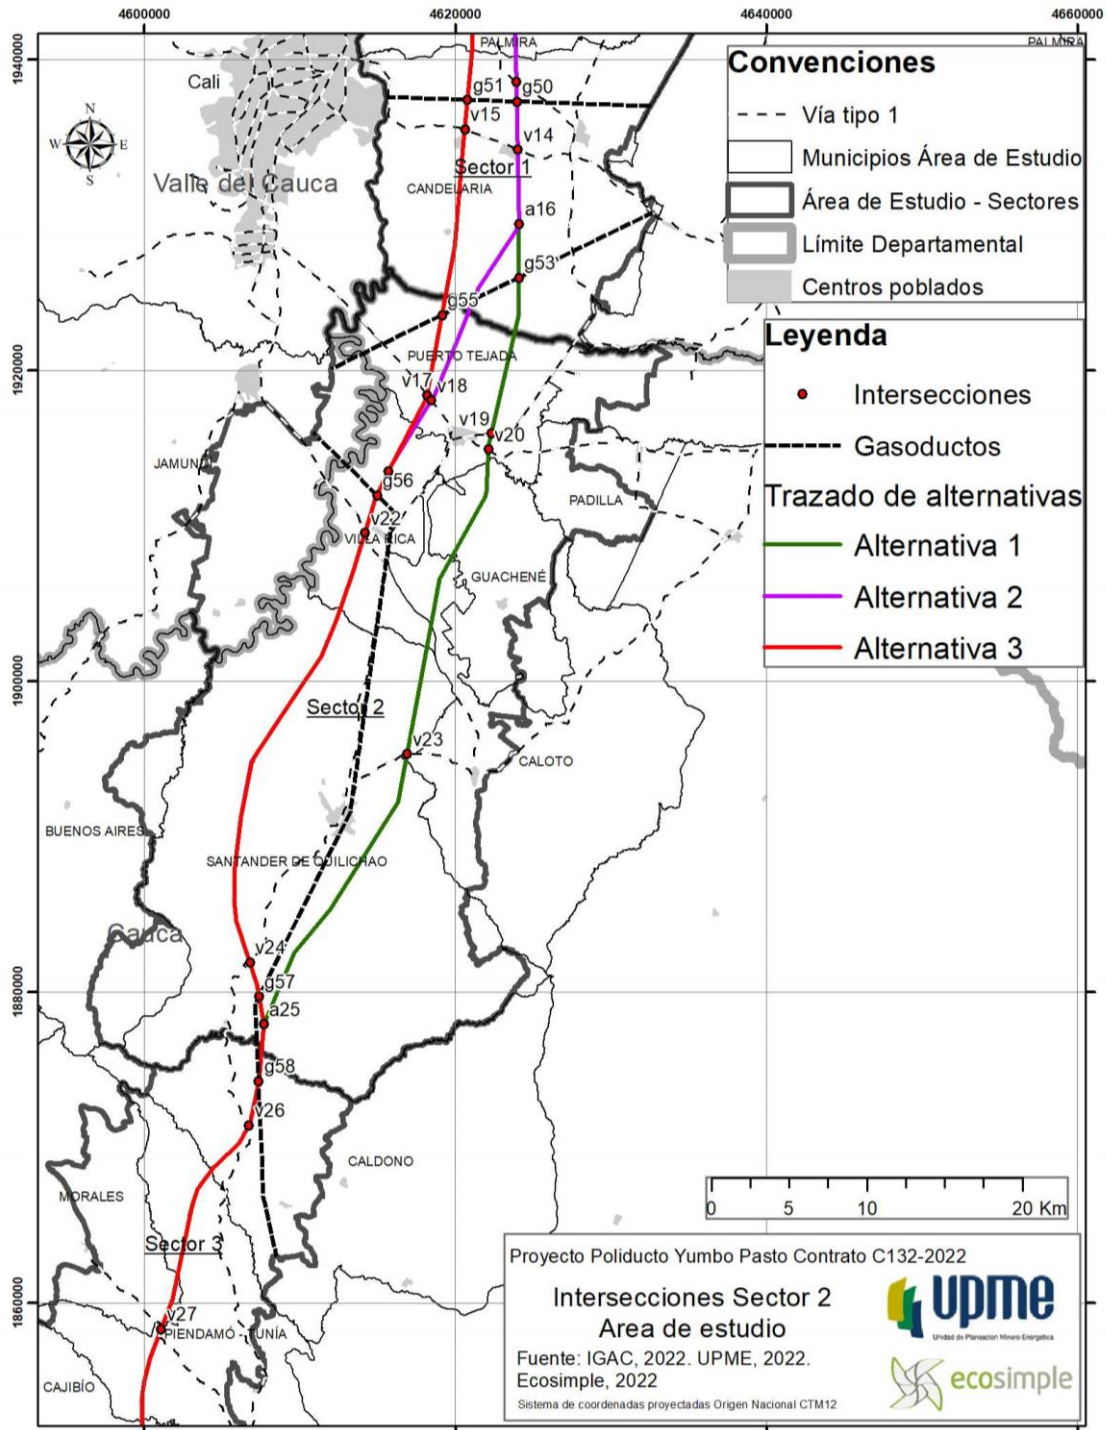 4600000
4620000
4640000
4660000
1940000
1920000
1900000
1880000
1860000
PALMIRA
PALMIRA
Cali
N
W
E
S
Valle del Cauca
g51
g50
v15
v14
Sector 1
CANDELARIA
a16
g53
g55
PUERTO TEJADA
v17
v18
v19
v20
JAMUNDÍ
g56
PADILLA
v22
VILLA RICA
GUACHENÉ
Sector 2
v23
CALOTO
BUENOS AIRES
SANTANDER DE QUILICHAO
Cauca
v24
g57
a25
g58
v26
CALDONO
MORALES
Sector 3
v27
PIENDAMÓ - TUNÍA
CAJIBÍO
Convenciones
Vía tipo 1
Municipios Área de Estudio
Área de Estudio - Sectores
Límite Departamental
Centros poblados
Leyenda
Intersecciones
Gasoductos
Trazado de alternativas
Alternativa 1
Alternativa 2
Alternativa 3
0 5 10 20 Km
Proyecto Poliducto Yumbo Pasto Contrato C132-2022
Intersecciones Sector 2
Area de estudio
Fuente: IGAC, 2022. UPME, 2022.
Ecosimple, 2022
Sistema de coordenadas proyectadas Origen Nacional CTM12
upme
Unidad de Planeación Minero Energética
ecosimple